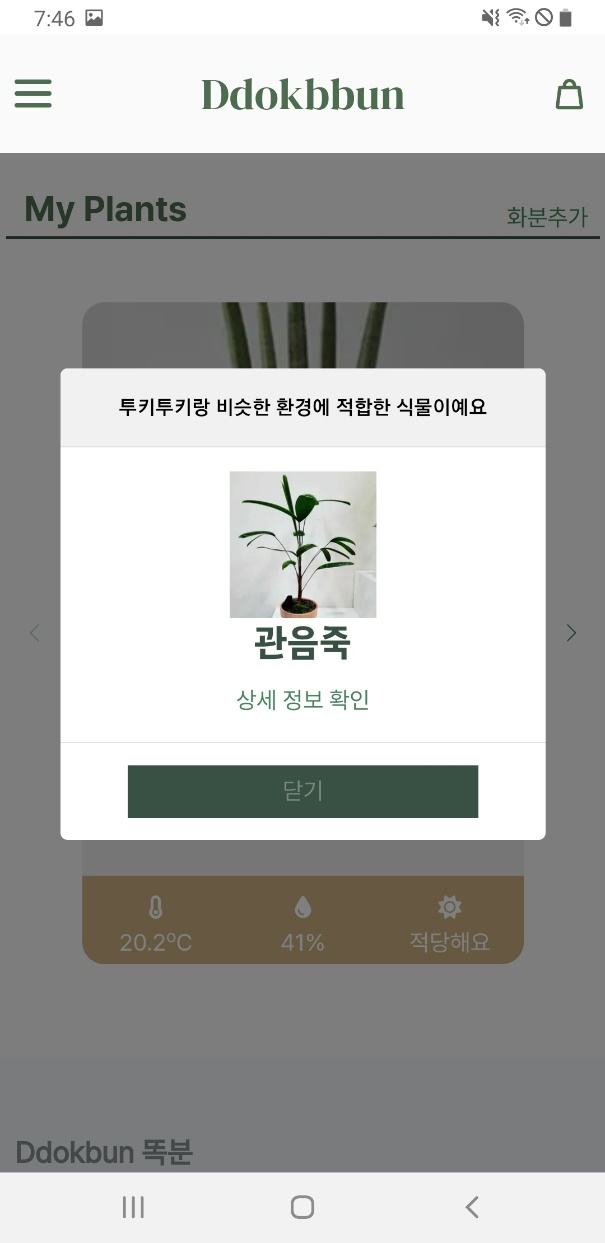 7:46
Ddokbbun
My Plants
화분추가
투키투키랑 비슷한 환경에 적합한 식물이예요
관음죽
상세 정보 확인
닫기
20.2ºC
41%
적당해요
Ddokbun 똑분